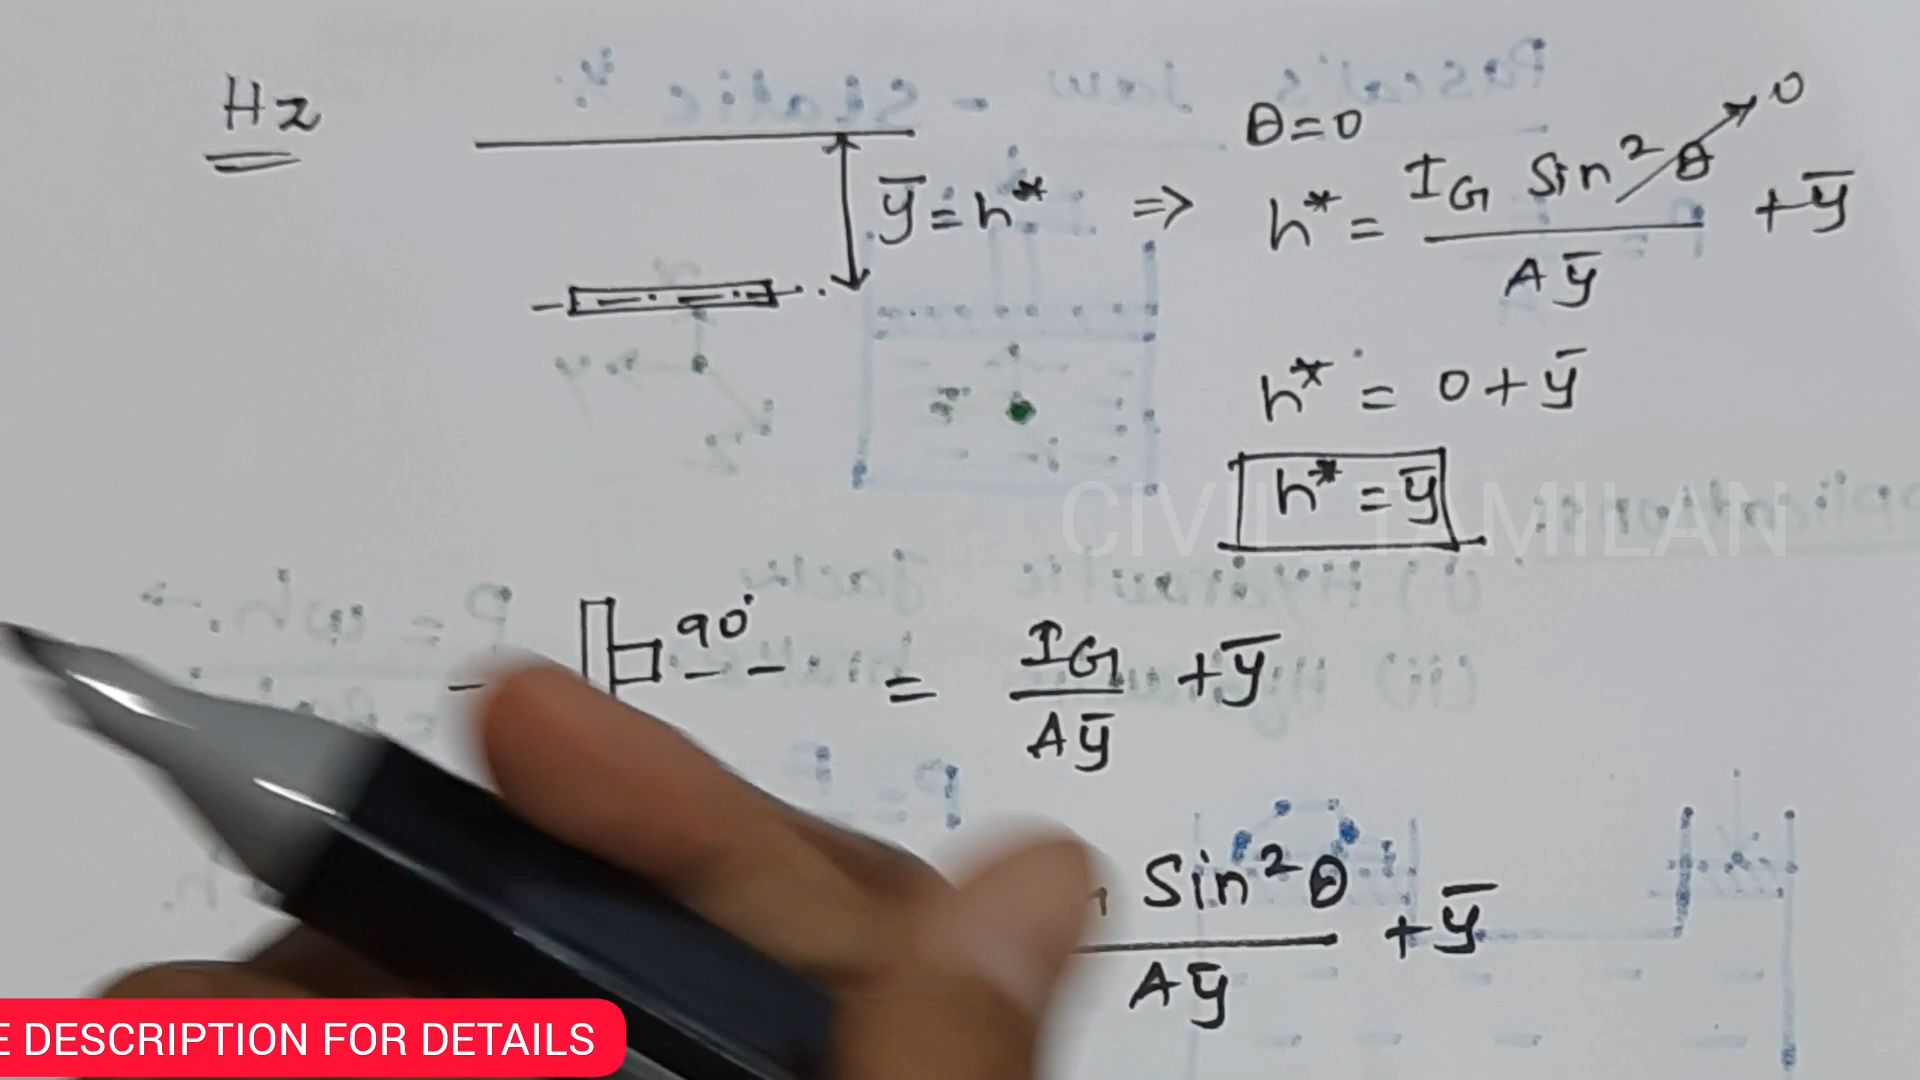 Hz
θ=0
0
ȳ = h* ⇒ h* = I_G Sin²θ / Aȳ + ȳ
h* = 0 + ȳ
h* = ȳ
CIVIL TAMILAN
90° = I_G / Aȳ + ȳ
Sin²θ / Aȳ + ȳ
DESCRIPTION FOR DETAILS